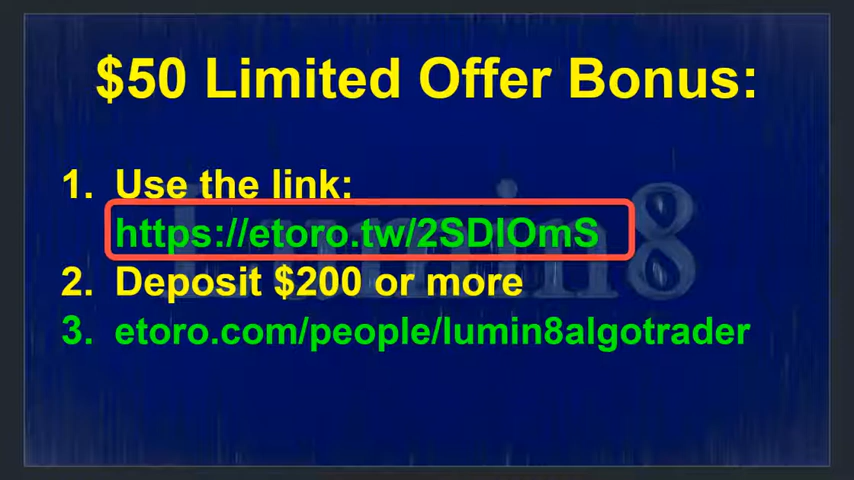 $50 Limited Offer Bonus:
1. Use the link:
https://etoro.tw/2SDIOmS
2. Deposit $200 or more
3. etoro.com/people/lumin8algotrader
Lumin8